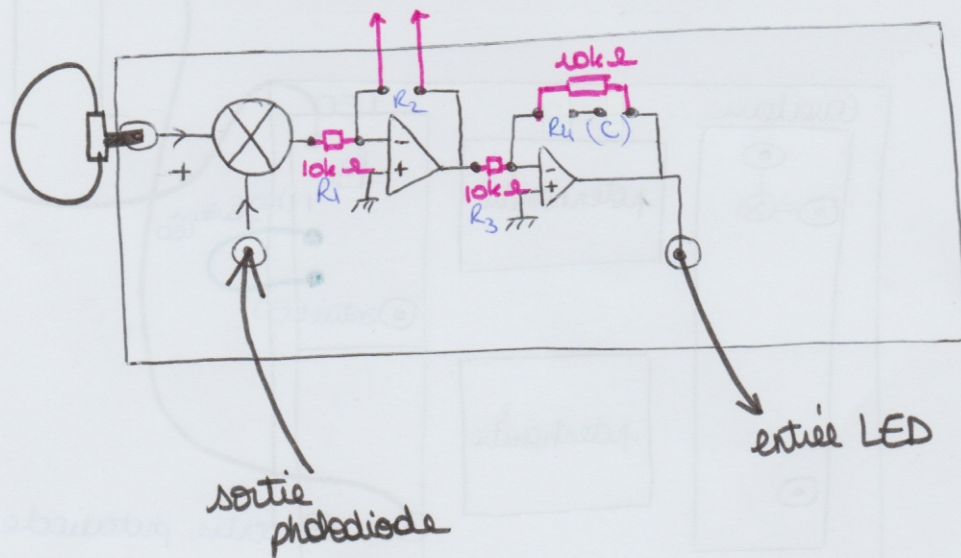 10kΩ
R2
R4 (C)
+
-
+
10kΩ
R1
10kΩ
R3
-
+
sortie
photodiode
entrée LED